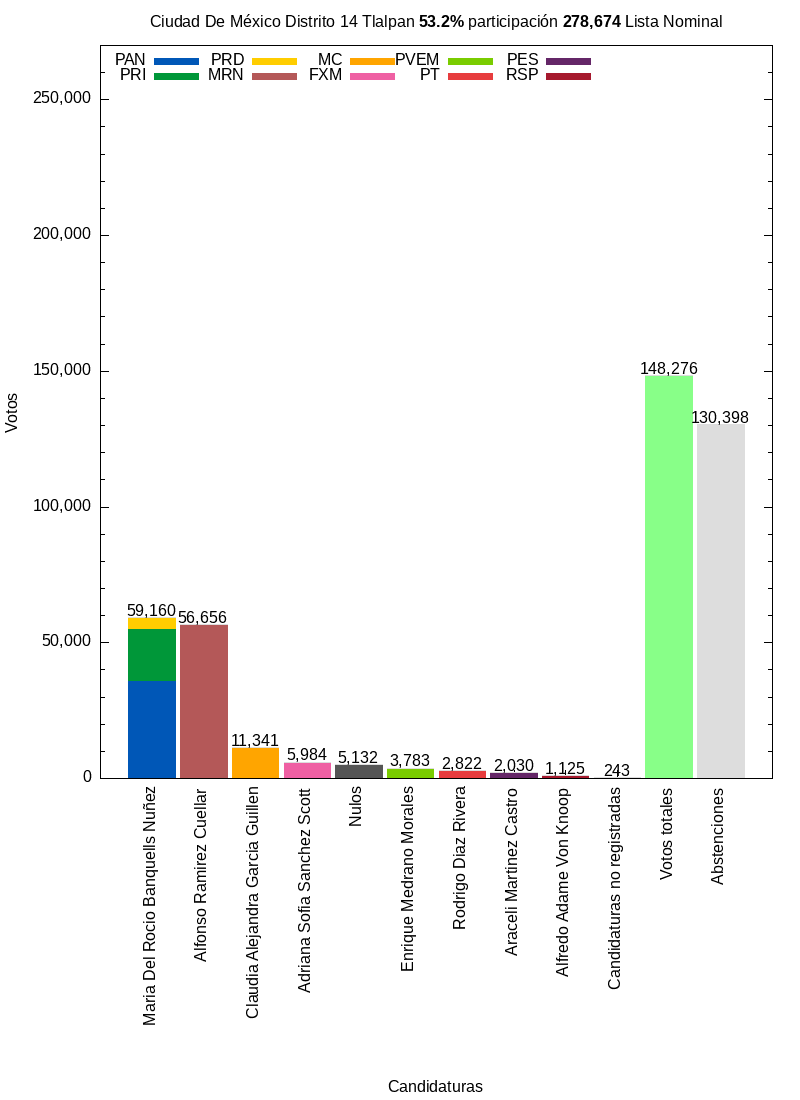 Ciudad De México Distrito 14 Tlalpan 53.2% participación 278,674 Lista Nominal
PAN PRD MC PVEM PES
PRI MRN FXM PT RSP
250,000
200,000
150,000
100,000
50,000
0
Votos
59,160
56,656
11,341
5,984
5,132
3,783
2,822
2,030
1,125
243
148,276
130,398
Maria Del Rocio Banquells Nuñez
Alfonso Ramirez Cuellar
Claudia Alejandra Garcia Guillen
Adriana Sofia Sanchez Scott
Nulos
Enrique Medrano Morales
Rodrigo Diaz Rivera
Araceli Martinez Castro
Alfredo Adame Von Knoop
Candidaturas no registradas
Votos totales
Abstenciones
Candidaturas